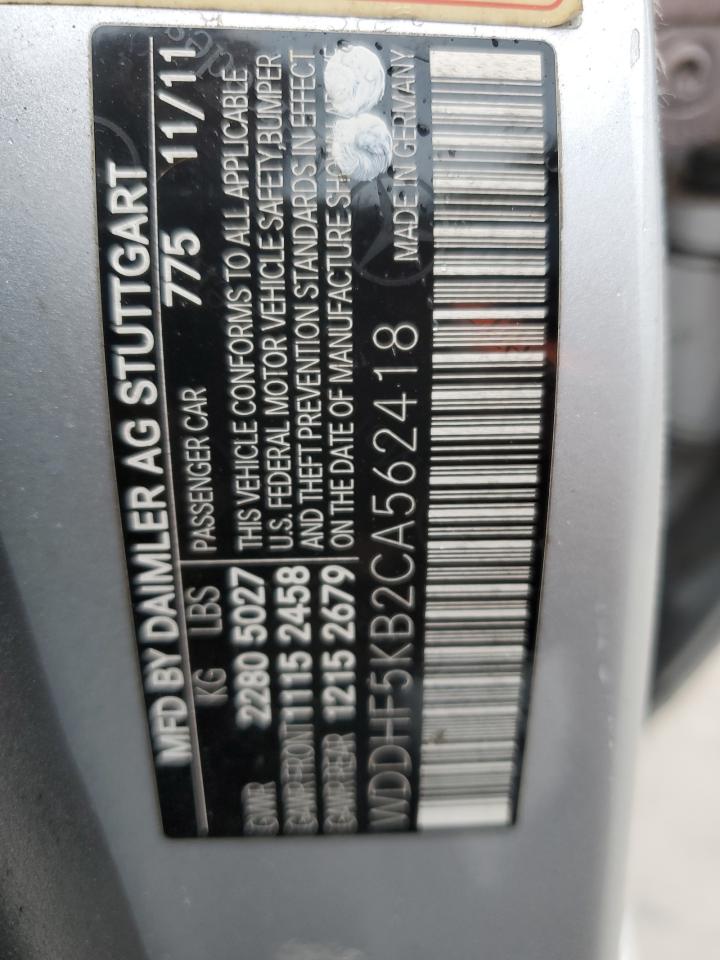 MFD BY DAIMLER AG STUTTGART
775 11/11
KG LBS
GVWR 2280 5027
GAWR FRONT 1115 2458
GAWR REAR 1215 2679
PASSENGER CAR
THIS VEHICLE CONFORMS TO ALL APPLICABLE
U.S. FEDERAL MOTOR VEHICLE SAFETY, BUMPER
AND THEFT PREVENTION STANDARDS IN EFFECT
ON THE DATE OF MANUFACTURE
MADE IN GERMANY
WDDHF5KB2CA562418